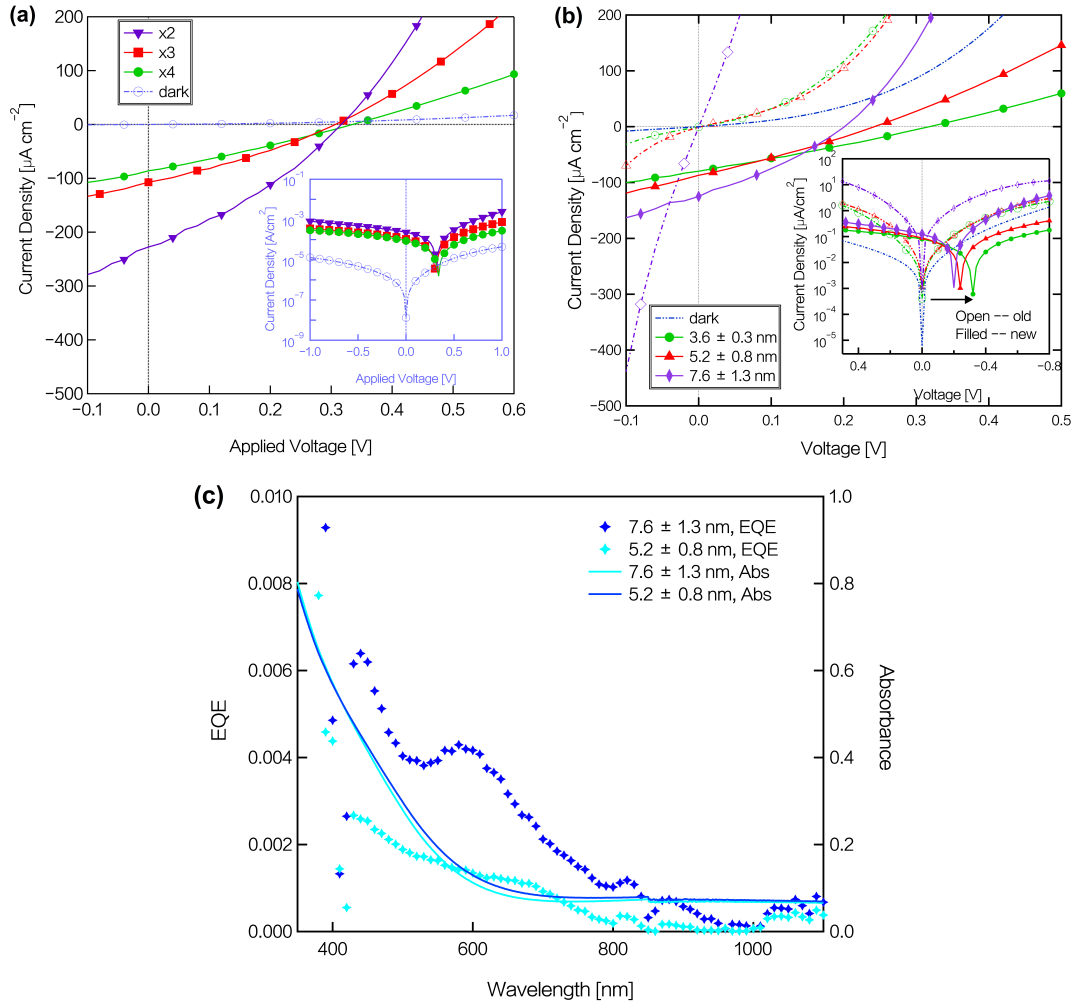 (a)
200
100
0
−100
−200
−300
−400
−500
Current Density [µA cm−2]
x2
x3
x4
dark
−0.1
0.0
0.1
0.2
0.3
0.4
0.5
0.6
Applied Voltage [V]
10−1
10−3
10−5
10−7
10−9
Current Density [A/cm2]
−1.0
−0.5
0.0
0.5
1.0
Applied Voltage [V]
(b)
200
100
0
−100
−200
−300
−400
−500
Current Density [µA cm−2]
dark
3.6 ± 0.3 nm
5.2 ± 0.8 nm
7.6 ± 1.3 nm
−0.1
0.0
0.1
0.2
0.3
0.4
0.5
Voltage [V]
102
101
100
10−1
10−2
10−3
10−4
10−5
Current Density [µA/cm2]
Open −− old
Filled −− new
0.4
0.0
−0.4
−0.8
Voltage [V]
(c)
0.010
0.008
0.006
0.004
0.002
0.000
EQE
7.6 ± 1.3 nm, EQE
5.2 ± 0.8 nm, EQE
7.6 ± 1.3 nm, Abs
5.2 ± 0.8 nm, Abs
1.0
0.8
0.6
0.4
0.2
0.0
Absorbance
400
600
800
1000
Wavelength [nm]